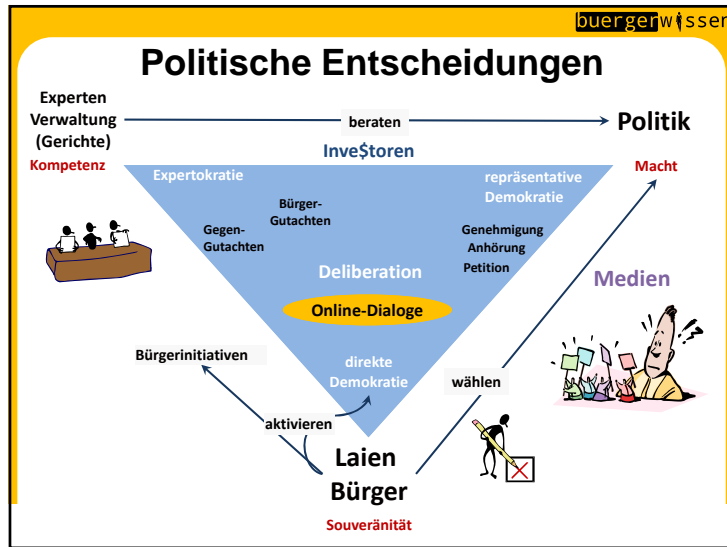 buergerwissen
Politische Entscheidungen
Experten
Verwaltung
(Gerichte)
Kompetenz
beraten
Politik
Macht
Inve$toren
Expertokratie
repräsentative
Demokratie
Bürger-
Gutachten
Gegen-
Gutachten
Genehmigung
Anhörung
Petition
Deliberation
Online-Dialoge
Medien
!?
Bürgerinitiativen
direkte
Demokratie
wählen
aktivieren
Laien
Bürger
Souveränität